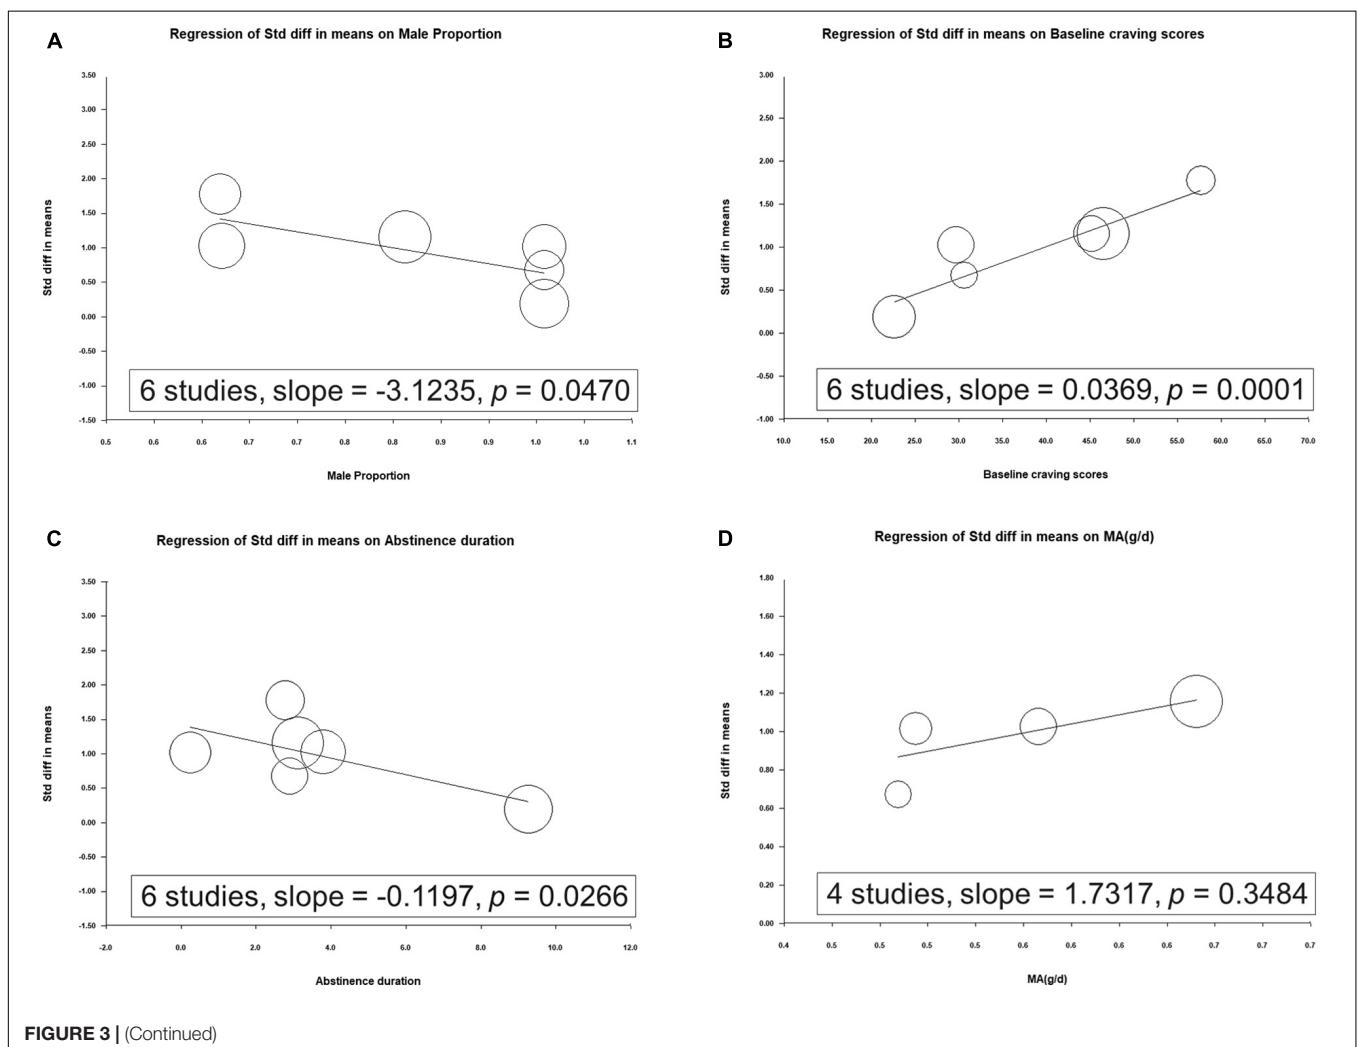 A
Regression of Std diff in means on Male Proportion
3.50
3.00
2.50
2.00
1.50
1.00
0.50
0.00
-0.50
-1.00
-1.50
Std diff in means
6 studies, slope = -3.1235, p = 0.0470
0.5 0.6 0.6 0.7 0.7 0.8 0.8 0.9 0.9 1.0 1.0 1.1
Male Proportion
B
Regression of Std diff in means on Baseline craving scores
3.00
2.50
2.00
1.50
1.00
0.50
0.00
-0.50
-1.00
Std diff in means
6 studies, slope = 0.0369, p = 0.0001
10.0 15.0 20.0 25.0 30.0 35.0 40.0 45.0 50.0 55.0 60.0 65.0 70.0
Baseline craving scores
C
Regression of Std diff in means on Abstinence duration
3.50
3.00
2.50
2.00
1.50
1.00
0.50
0.00
-0.50
-1.00
-1.50
Std diff in means
6 studies, slope = -0.1197, p = 0.0266
-2.0 0.0 2.0 4.0 6.0 8.0 10.0 12.0
Abstinence duration
D
Regression of Std diff in means on MA(g/d)
1.80
1.60
1.40
1.20
1.00
0.80
0.60
0.40
0.20
0.00
Std diff in means
4 studies, slope = 1.7317, p = 0.3484
0.4 0.5 0.5 0.5 0.5 0.6 0.6 0.6 0.6 0.7 0.7 0.7
MA(g/d)
FIGURE 3 | (Continued)